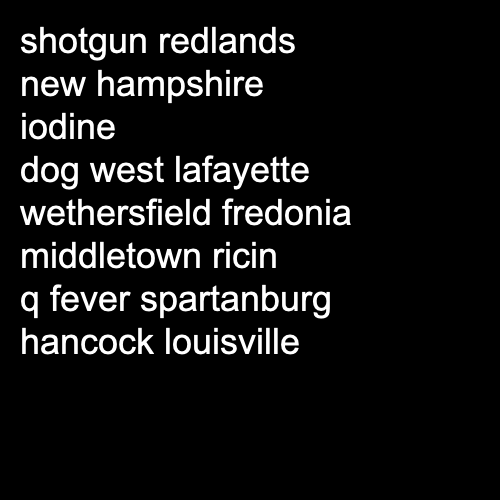 shotgun redlands
new hampshire
iodine
dog west lafayette
wethersfield fredonia
middletown ricin
q fever spartanburg
hancock louisville